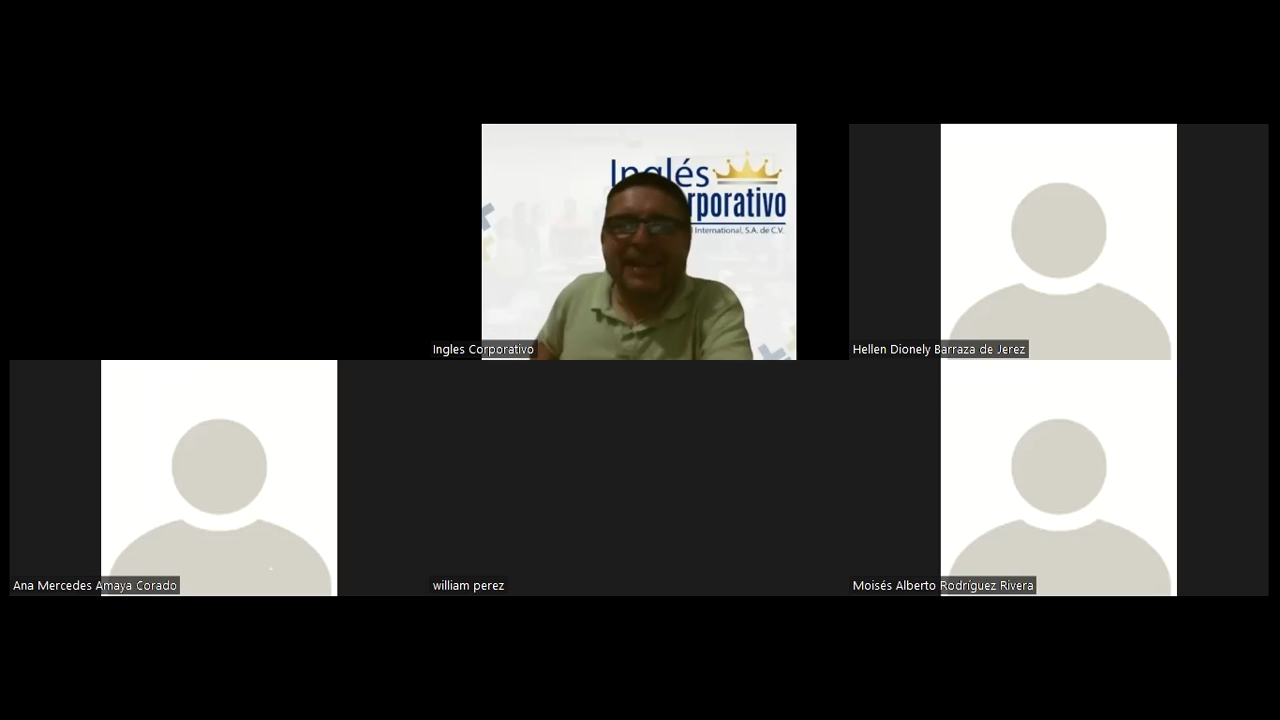 Inglés
rporativo
l International, S.A. de C.V.
Ingles Corporativo
Hellen Dionely Barraza de Jerez
Ana Mercedes Amaya Corado
william perez
Moisés Alberto Rodríguez Rivera